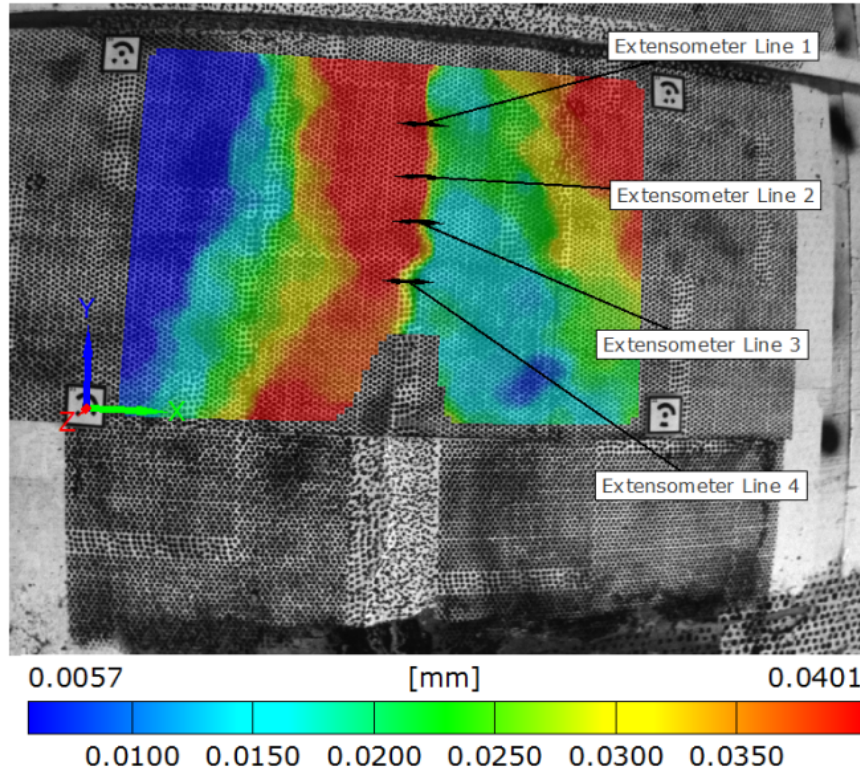 Extensometer Line 1
Extensometer Line 2
Extensometer Line 3
Extensometer Line 4
Y
Z
X
0.0057 [mm] 0.0401
0.0100 0.0150 0.0200 0.0250 0.0300 0.0350